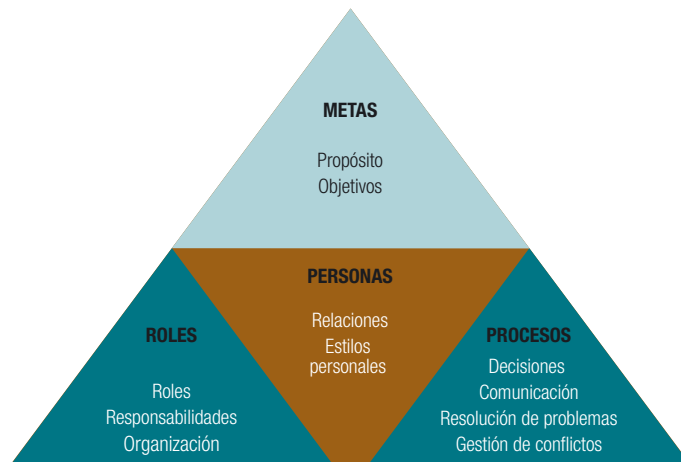 METAS
Propósito
Objetivos
PERSONAS
Relaciones
Estilos
personales
ROLES
Roles
Responsabilidades
Organización
PROCESOS
Decisiones
Comunicación
Resolución de problemas
Gestión de conflictos